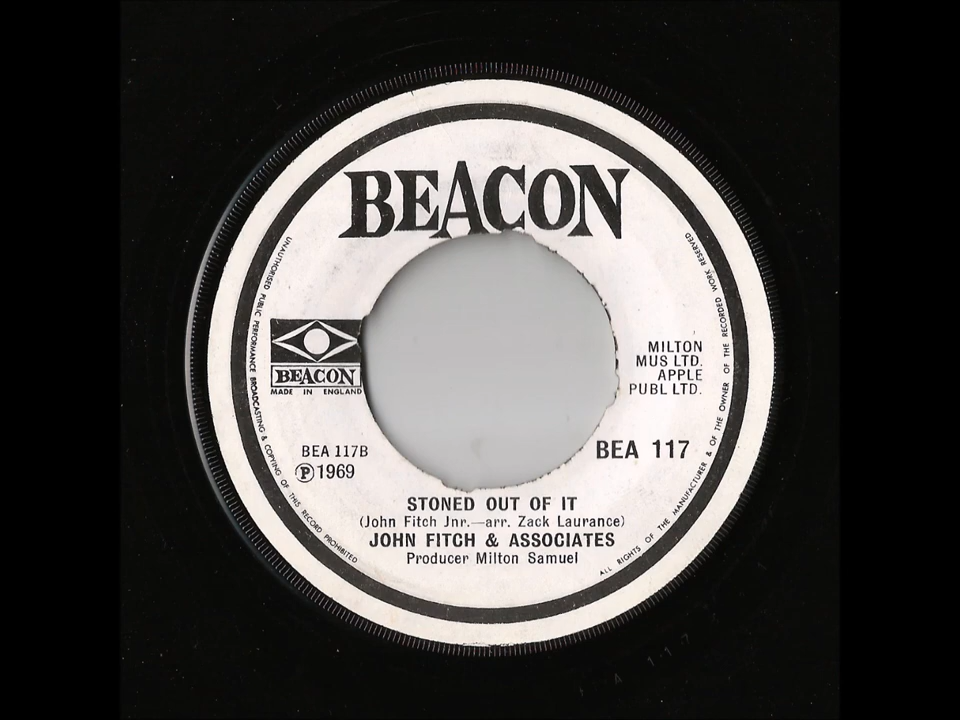 BEACON
UNAUTHORISED PUBLIC PERFORMANCE BROADCASTING & COPYING OF THIS RECORD PROHIBITED
ALL RIGHTS OF THE MANUFACTURER & OF THE OWNER OF THE RECORDED WORK RESERVED
BEACON
MADE IN ENGLAND
MILTON
MUS LTD.
APPLE
PUBL LTD.
BEA 117B
Ⓟ 1969
BEA 117
STONED OUT OF IT
(John Fitch Jnr.—arr. Zack Laurance)
JOHN FITCH & ASSOCIATES
Producer Milton Samuel